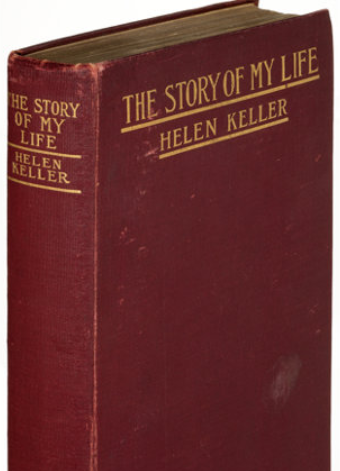 THE STORY
OF MY
LIFE
HELEN
KELLER
THE STORY OF MY LIFE
HELEN KELLER